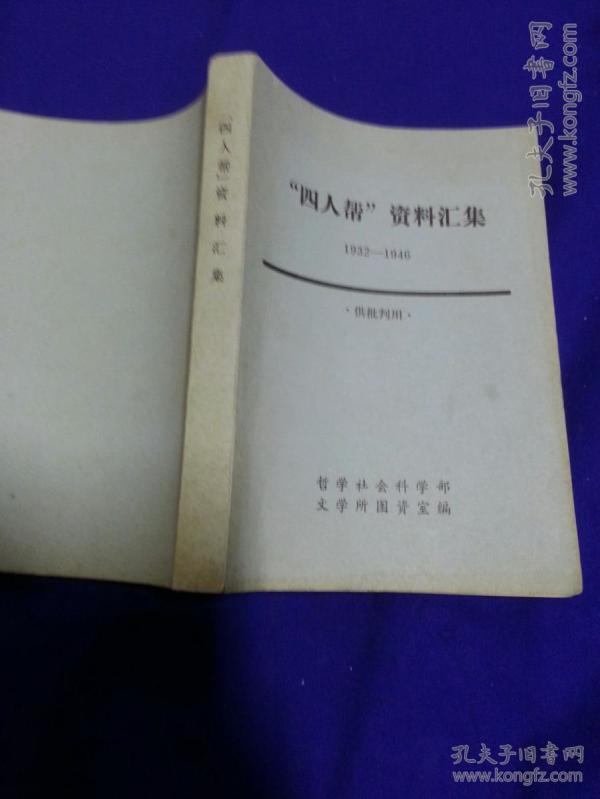 “四人帮”资料汇集
1932—1946
·供批判用·
哲学社会科学部
文学所图资室编
“四人帮”资料汇集
孔夫子旧书网
www.kongfz.com
孔夫子旧书网
www.kongfz.com